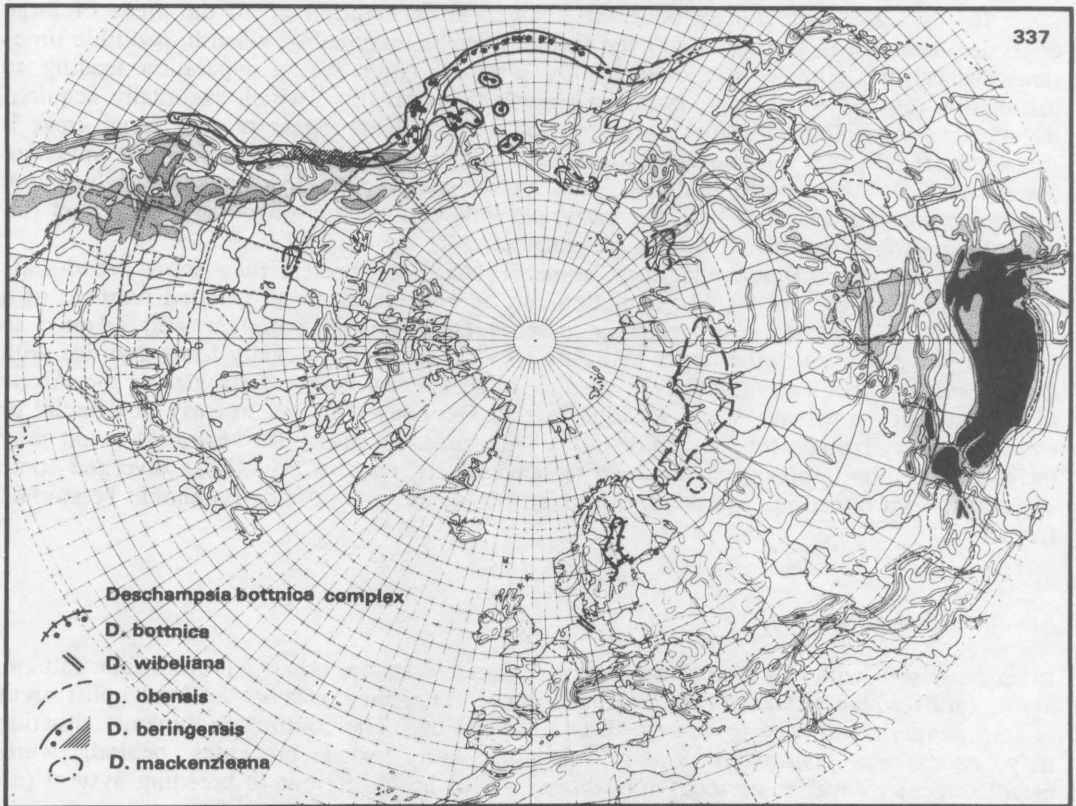 337
Deschampsia bottnica complex
D. bottnica
D. wibeliana
D. obensis
D. beringensis
D. mackenzieana